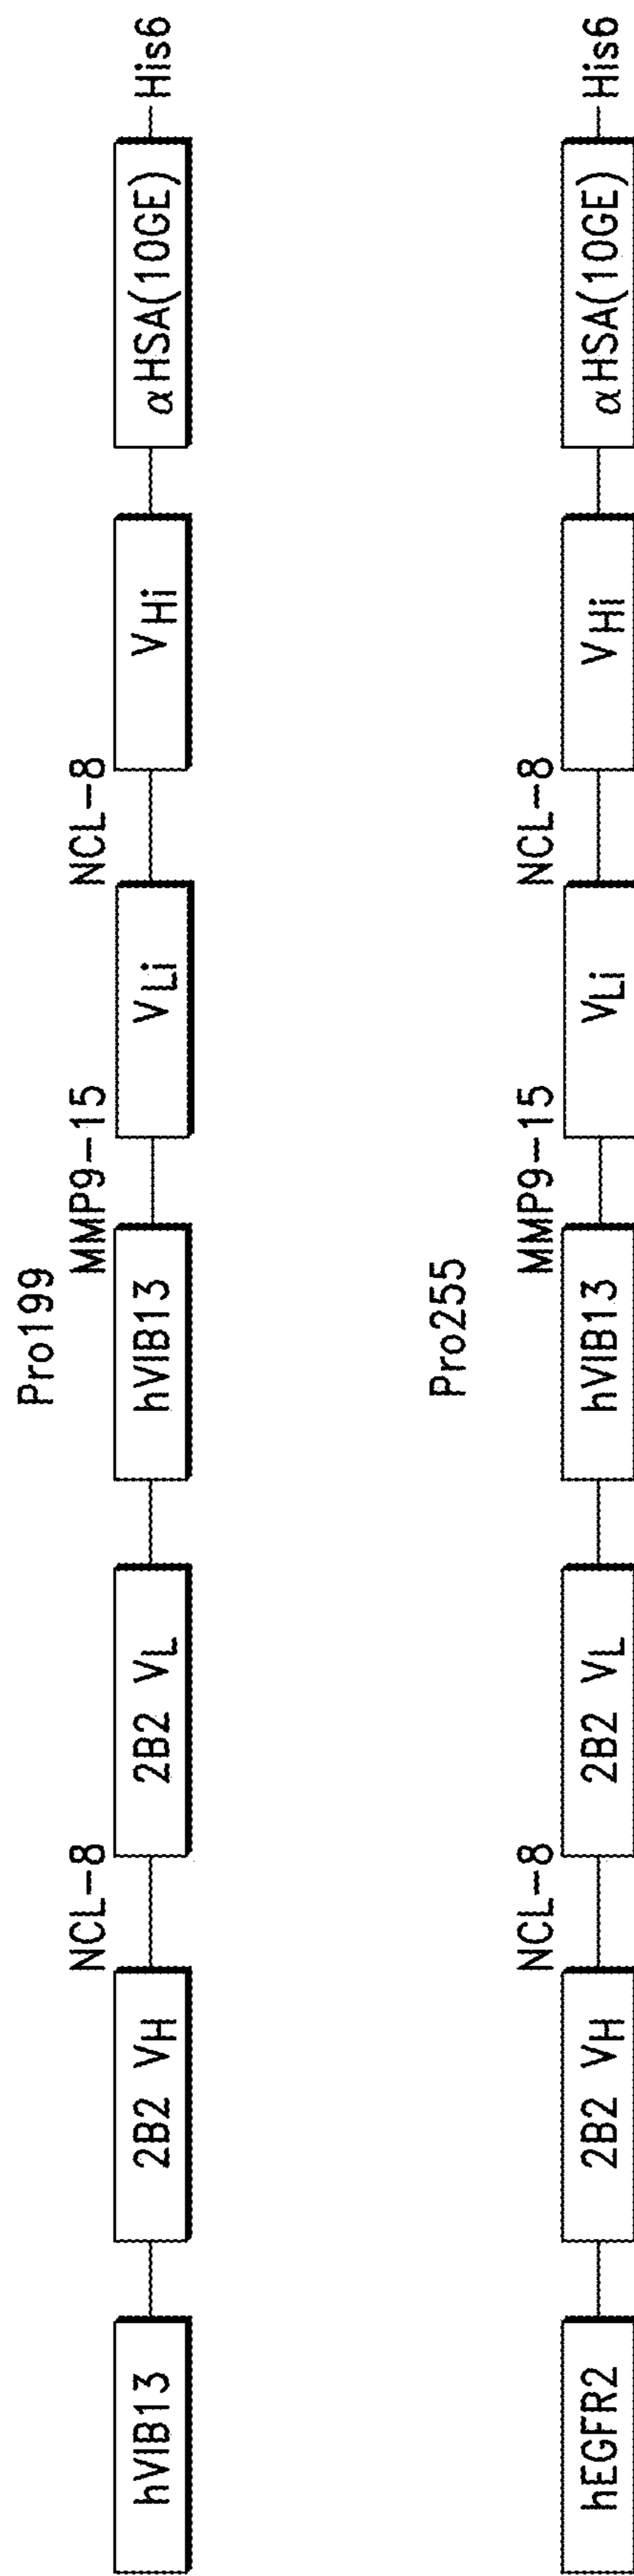 Pro199
NCL-8 MMP9-15 NCL-8
hVIB13 2B2 VH 2B2 VL hVIB13 VLi VHi αHSA(10GE) His6
Pro255
NCL-8 MMP9-15 NCL-8
hEGFR2 2B2 VH 2B2 VL hVIB13 VLi VHi αHSA(10GE) His6